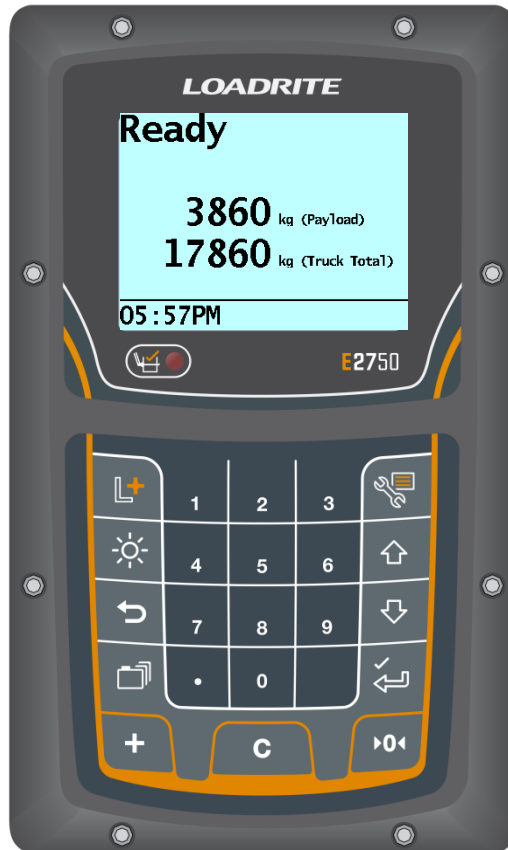 LOADRITE
Ready
3860 kg (Payload)
17860 kg (Truck Total)
05:57PM
E2750
1 2 3
4 5 6
7 8 9
. 0
+ C 0